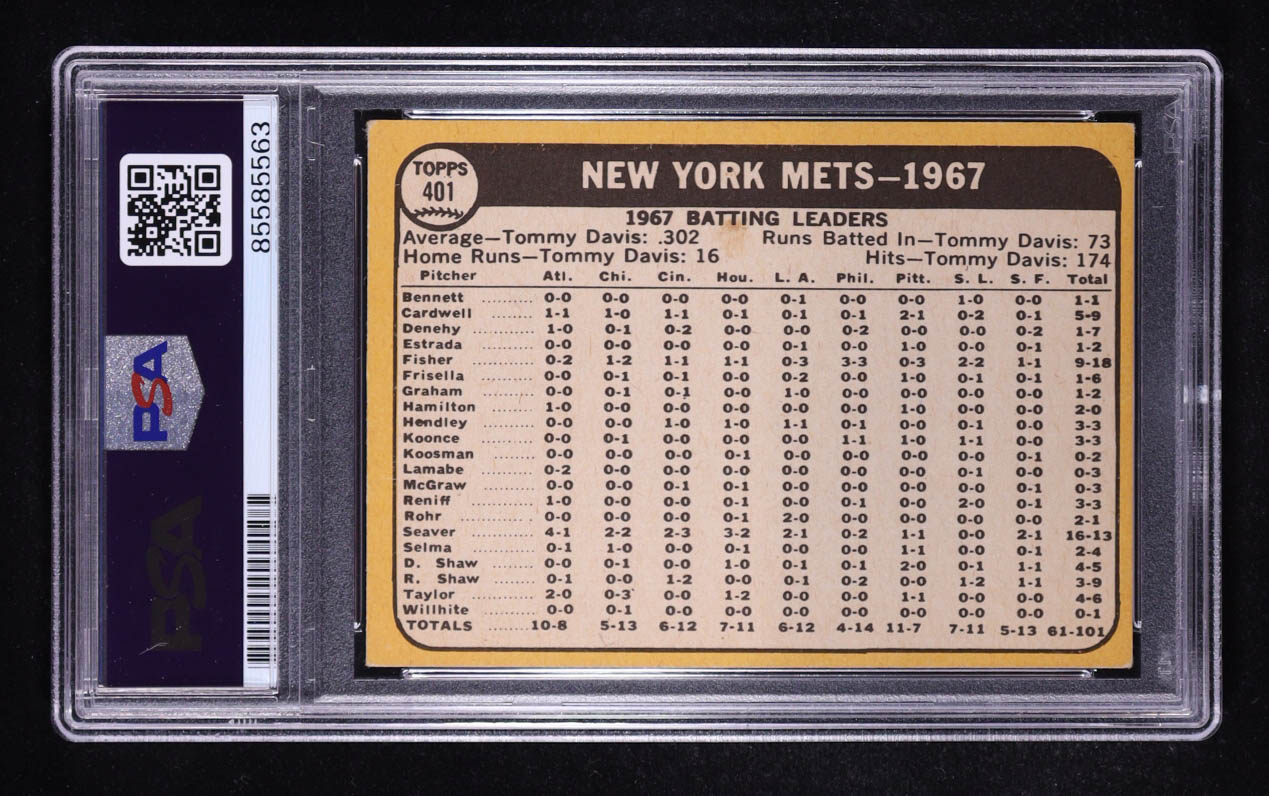 85585563
PSA
PSA
TOPPS
401
NEW YORK METS—1967
1967 BATTING LEADERS
Average—Tommy Davis: .302 Runs Batted In—Tommy Davis: 73
Home Runs—Tommy Davis: 16 Hits—Tommy Davis: 174
Pitcher Atl. Chi. Cin. Hou. L. A. Phil. Pitt. S. L. S. F. Total
Bennett ......... 0-0 0-0 0-0 0-0 0-1 0-0 0-0 1-0 0-0 1-1
Cardwell ....... 1-1 1-0 1-1 0-1 0-1 0-1 2-1 0-2 0-1 5-9
Denehy ........... 1-0 0-1 0-2 0-0 0-0 0-2 0-0 0-0 0-2 1-7
Estrada ......... 0-0 0-0 0-0 0-0 0-1 0-0 1-0 0-0 0-1 1-2
Fisher ........... 0-2 1-2 1-1 1-1 0-3 3-3 0-3 2-2 1-1 9-18
Frisella ......... 0-0 0-1 0-1 0-0 0-2 0-0 1-0 0-1 0-1 1-6
Graham ......... 0-0 0-1 0-1 0-0 1-0 0-0 0-0 0-0 0-0 1-2
Hamilton ....... 1-0 0-0 0-0 0-0 0-0 0-0 1-0 0-0 0-0 2-0
Hendley ......... 0-0 0-0 1-0 1-0 1-1 0-1 0-0 0-1 0-0 3-3
Koonce ......... 0-0 0-1 0-0 0-0 0-0 1-1 1-0 1-1 0-0 3-3
Koosman ....... 0-0 0-0 0-0 0-1 0-0 0-0 0-0 0-0 0-1 0-2
Lamabe ......... 0-2 0-0 0-0 0-0 0-0 0-0 0-0 0-1 0-0 0-3
McGraw ......... 0-0 0-0 0-1 0-1 0-0 0-0 0-0 0-0 0-1 0-3
Reniff ........... 1-0 0-0 0-0 0-1 0-0 0-1 0-0 2-0 0-1 3-3
Rohr ............. 0-0 0-0 0-0 0-1 2-0 0-0 0-0 0-0 0-0 2-1
Seaver ........... 4-1 2-2 2-3 3-2 2-1 0-2 1-1 0-0 2-1 16-13
Selma ........... 0-1 1-0 0-0 0-1 0-0 0-0 1-1 0-0 0-1 2-4
D. Shaw ......... 0-0 0-1 0-0 1-0 0-1 0-1 2-0 0-1 1-1 4-5
R. Shaw ......... 0-1 0-0 1-2 0-0 0-1 0-2 0-0 1-2 1-1 3-9
Taylor ........... 2-0 0-3 0-0 1-2 0-0 0-0 1-1 0-0 0-0 4-6
Willhite ......... 0-0 0-1 0-0 0-0 0-0 0-0 0-0 0-0 0-0 0-1
TOTALS .......10-8 5-13 6-12 7-11 6-12 4-14 11-7 7-11 5-13 61-101